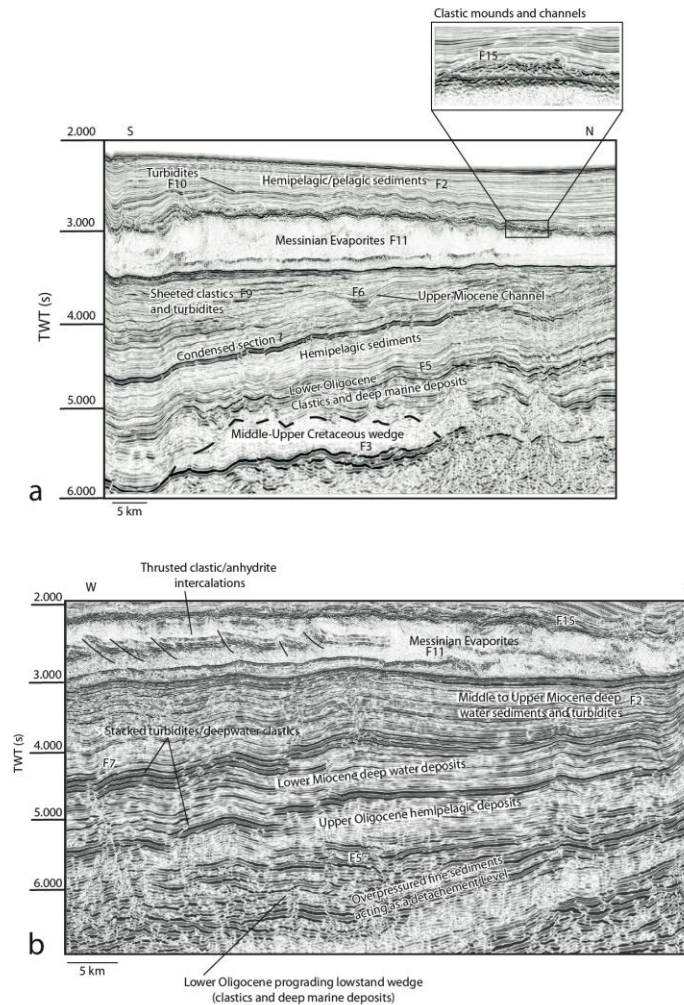 Clastic mounds and channels
F15
2.000
S
N
Turbidites
F10
Hemipelagic/pelagic sediments F2
3.000
Messinian Evaporites F11
Sheeted clastics F9
and turbidites
F6
Upper Miocene Channel
4.000
TWT (s)
Condensed section ?
Hemipelagic sediments
F5
Lower Oligocene
Clastics and deep marine deposits
5.000
Middle-Upper Cretaceous wedge
F3
6.000
a
5 km
Thrusted clastic/anhydrite
intercalations
W
2.000
F15
Messinian Evaporites
F11
3.000
Middle to Upper Miocene deep F2
water sediments and turbidites
Stacked turbidites/deepwater clastics
TWT (s)
4.000
F7
Lower Miocene deep water deposits
5.000
Upper Oligocene hemipelagic deposits
F5
Overpressured fine sediments
acting as a detachement level
6.000
b
5 km
Lower Oligocene prograding lowstand wedge
(clastics and deep marine deposits)